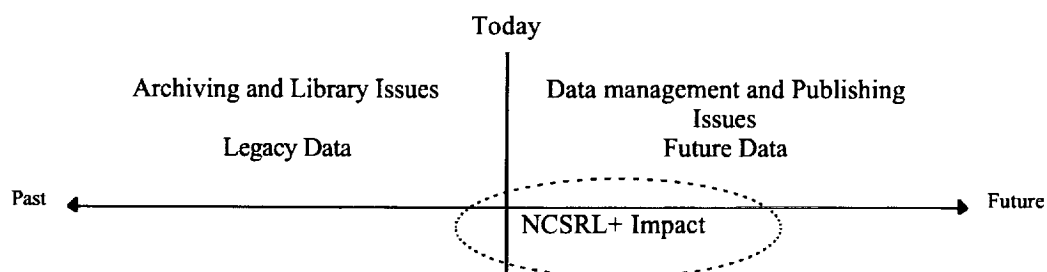 Today
Archiving and Library Issues
Data management and Publishing
Issues
Legacy Data
Future Data
Past
Future
NCSRL+ Impact